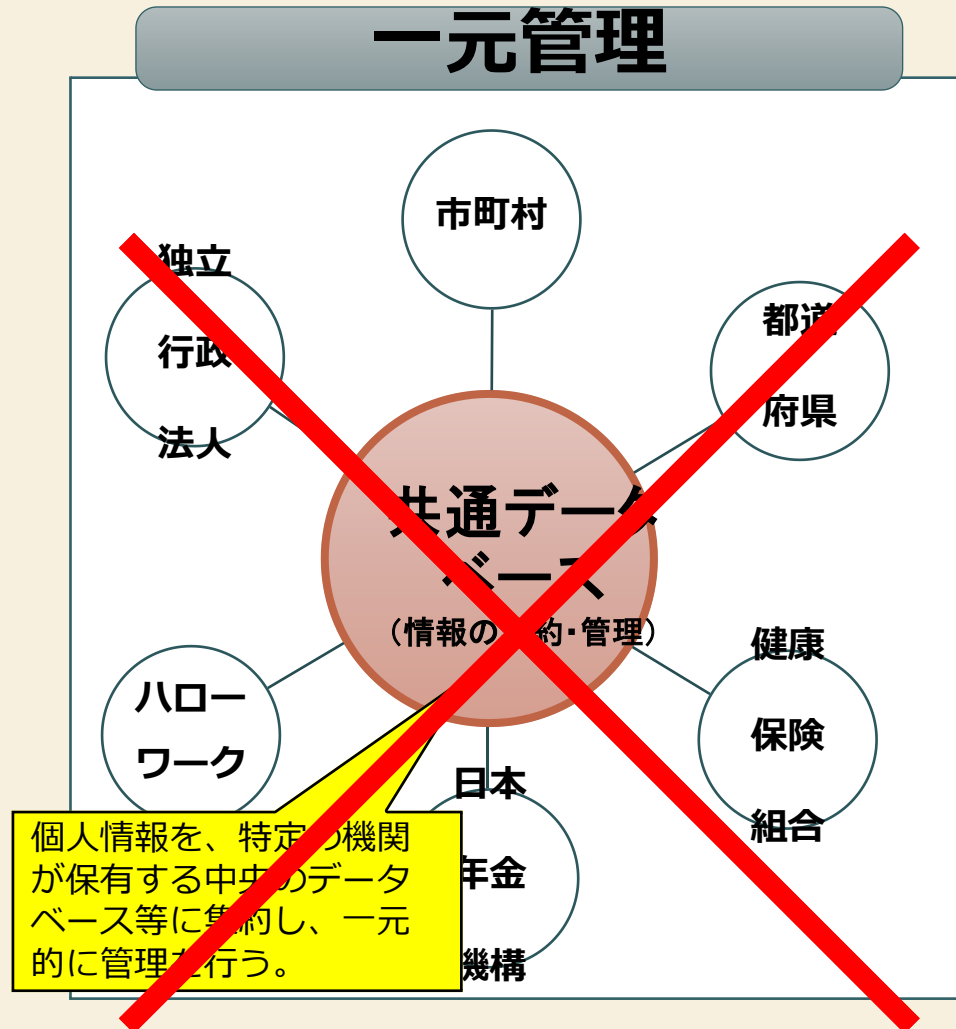 一元管理
市町村
独立
行政
法人
都道
府県
共通データ
ベース
（情報の 約・管理）
健康
保険
組合
ハロー
ワーク
日本
年金
機構
個人情報を、特定の機関
が保有する中央のデータ
ベース等に集約し、一元
的に管理を行う。